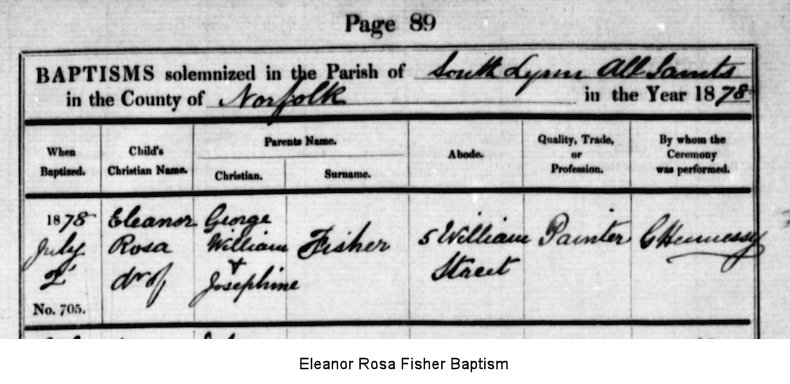 Page 89
BAPTISMS solemnized in the Parish of South Lynn All Saints
in the County of Norfolk in the Year 1878
When Baptized.
Child's Christian Name.
Parents Name.
Christian.
Surname.
Abode.
Quality, Trade, or Profession.
By whom the Ceremony was performed.
1878
July
2
No. 705.
Eleanor
Rosa
dr of
George
William
+
Josephine
Fisher
5 William
Street
Painter
C Hennessy
Eleanor Rosa Fisher Baptism